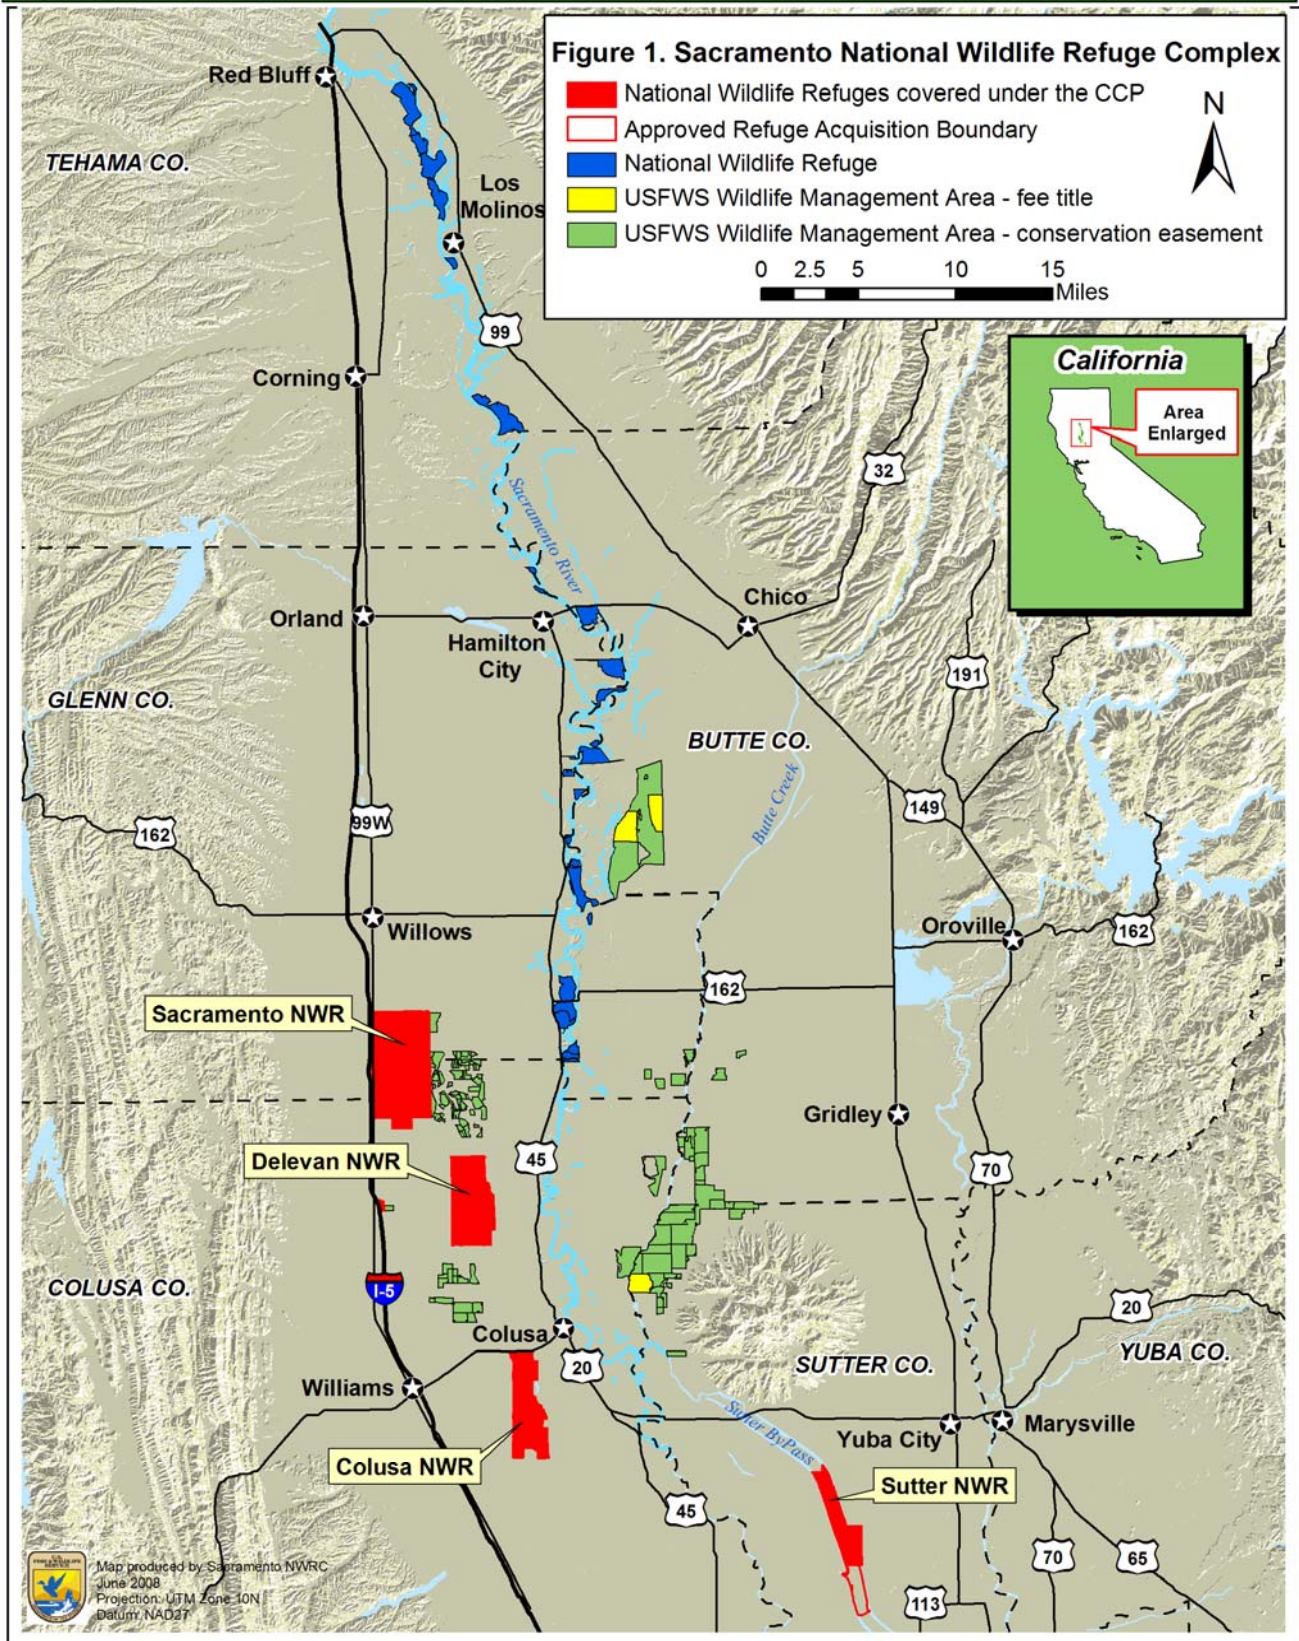 Figure 1. Sacramento National Wildlife Refuge Complex
National Wildlife Refuges covered under the CCP
Approved Refuge Acquisition Boundary
National Wildlife Refuge
USFWS Wildlife Management Area - fee title
USFWS Wildlife Management Area - conservation easement
N
0 2.5 5 10 15
Miles
Red Bluff
TEHAMA CO.
Los
Molinos
99
California
Area
Enlarged
Corning
32
Sacramento River
Orland
Hamilton
City
Chico
191
GLENN CO.
BUTTE CO.
Butte Creek
149
99W
162
Willows
Oroville
162
162
Sacramento NWR
Gridley
Delevan NWR
45
70
COLUSA CO.
I-5
20
Colusa
20
SUTTER CO.
YUBA CO.
Williams
Sutter ByPass
Yuba City
Marysville
Colusa NWR
Sutter NWR
45
70
65
113
U.S.
FISH & WILDLIFE
SERVICE
Map produced by Sacramento NWRC
June 2008
Projection: UTM Zone 10N
Datum: NAD27